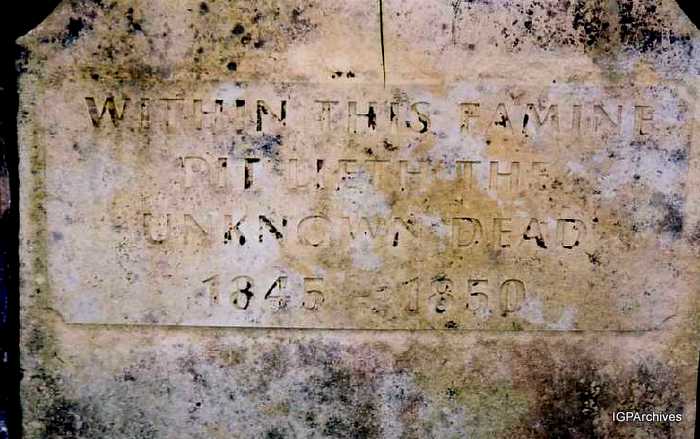 WITHIN THIS FAMINE
PIT LIETH THE
UNKNOWN DEAD
1845 - 1850
IGPArchives